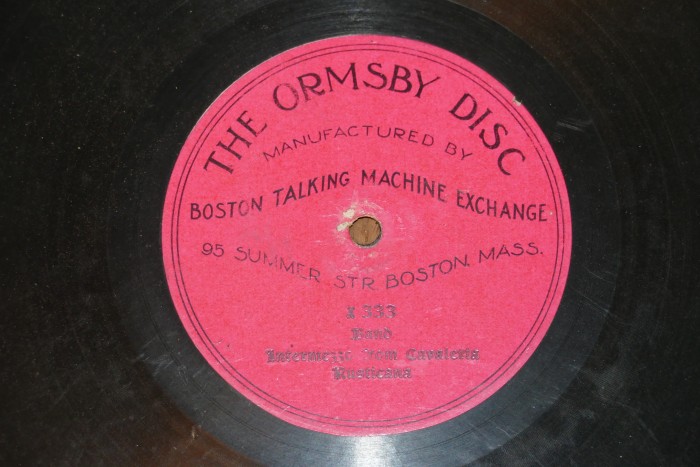 THE ORMSBY DISC
MANUFACTURED BY
BOSTON TALKING MACHINE EXCHANGE
95 SUMMER STR BOSTON. MASS.
X 333
Band
Intermezzo from Cavaleria
Rusticana